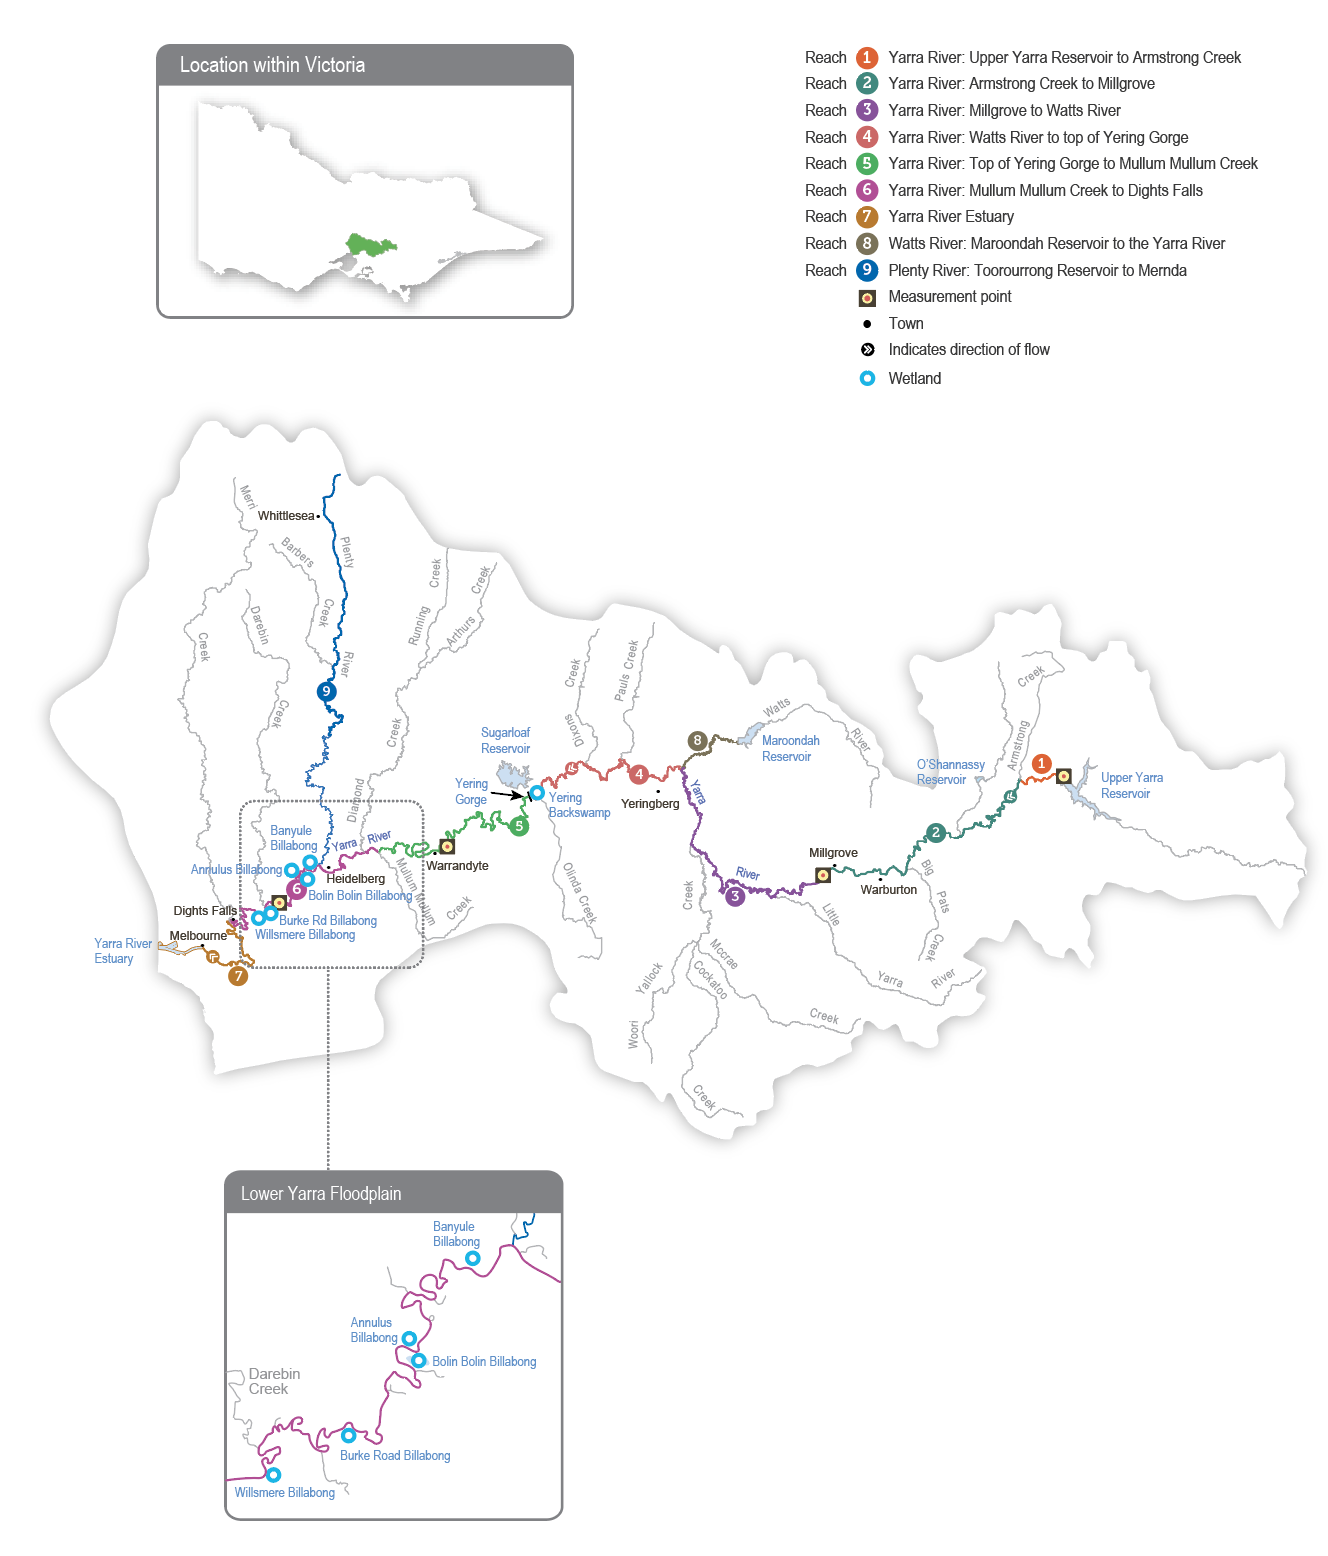 Location within Victoria
Reach 1 Yarra River: Upper Yarra Reservoir to Armstrong Creek
Reach 2 Yarra River: Armstrong Creek to Millgrove
Reach 3 Yarra River: Millgrove to Watts River
Reach 4 Yarra River: Watts River to top of Yering Gorge
Reach 5 Yarra River: Top of Yering Gorge to Mullum Mullum Creek
Reach 6 Yarra River: Mullum Mullum Creek to Dights Falls
Reach 7 Yarra River Estuary
Reach 8 Watts River: Maroondah Reservoir to the Yarra River
Reach 9 Plenty River: Toorourrong Reservoir to Mernda
Measurement point
Town
Indicates direction of flow
Wetland
Merri
Creek
Whittlesea
Barbers
Creek
Plenty
River
Darebin
Creek
Running
Creek
Arthurs
Creek
Diamond
Creek
9
Sugarloaf
Reservoir
Yering
Gorge
Dixons
Creek
Pauls Creek
Yering
Backswamp
4
Yeringberg
5
8
Watts
River
Maroondah
Reservoir
O'Shannassy
Reservoir
Armstrong
Creek
1
Upper Yarra
Reservoir
2
Millgrove
Warburton
Big
Pats
Creek
Yarra
River
3
Little
Yarra
River
Creek
Woori
Yallock
Mccrae
Creek
Cockatoo
Creek
Olinda Creek
Banyule
Billabong
Yarra
River
Warrandyte
Mullum Mullum
Creek
Annulus Billabong
Heidelberg
6
Bolin Bolin Billabong
Dights Falls
Burke Rd Billabong
Willsmere Billabong
Melbourne
Yarra River
Estuary
7
Lower Yarra Floodplain
Banyule
Billabong
Annulus
Billabong
Bolin Bolin Billabong
Darebin
Creek
Burke Road Billabong
Willsmere Billabong